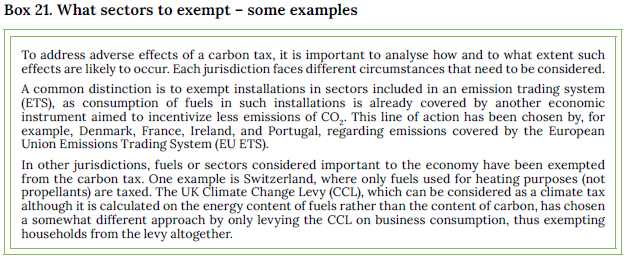 Box 21. What sectors to exempt – some examples
To address adverse effects of a carbon tax, it is important to analyse how and to what extent such
effects are likely to occur. Each jurisdiction faces different circumstances that need to be considered.
A common distinction is to exempt installations in sectors included in an emission trading system
(ETS), as consumption of fuels in such installations is already covered by another economic
instrument aimed to incentivize less emissions of CO₂. This line of action has been chosen by, for
example, Denmark, France, Ireland, and Portugal, regarding emissions covered by the European
Union Emissions Trading System (EU ETS).
In other jurisdictions, fuels or sectors considered important to the economy have been exempted
from the carbon tax. One example is Switzerland, where only fuels used for heating purposes (not
propellants) are taxed. The UK Climate Change Levy (CCL), which can be considered as a climate tax
although it is calculated on the energy content of fuels rather than the content of carbon, has chosen
a somewhat different approach by only levying the CCL on business consumption, thus exempting
households from the levy altogether.